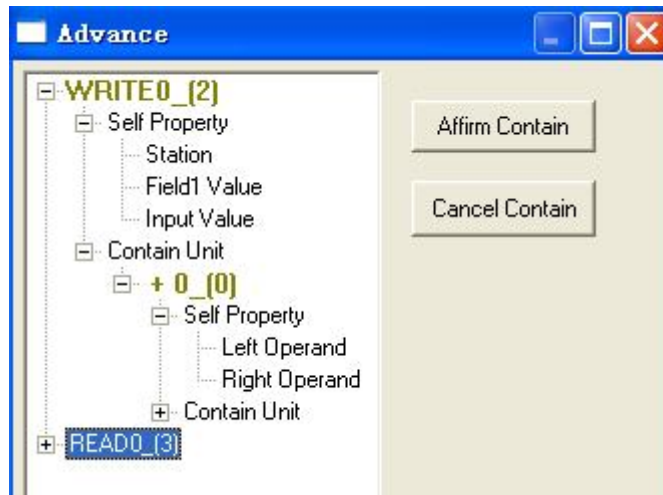 Advance
WRITE0_(2)
Self Property
Station
Field1 Value
Input Value
Contain Unit
+ 0_(0)
Self Property
Left Operand
Right Operand
Contain Unit
READ0_(3)
Affirm Contain
Cancel Contain